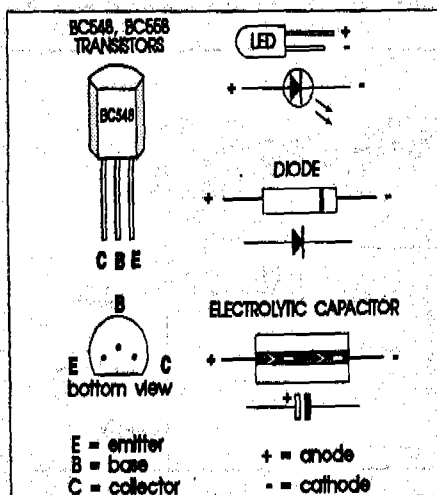 BC548, BC558
TRANSISTORS
BC548
C B E
B
E C
bottom view
E = emitter
B = base
C = collector
LED
+
-
+ -
DIODE
+ -
ELECTROLYTIC CAPACITOR
+ -
+
+ = anode
- = cathode